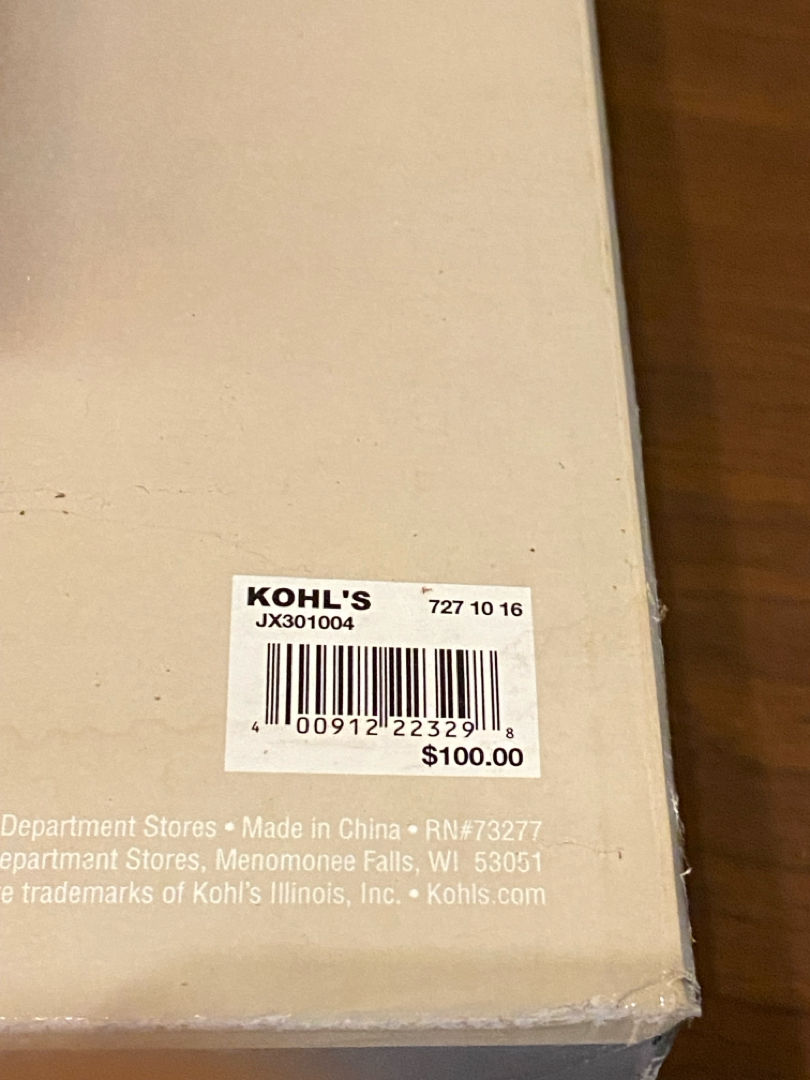 KOHL'S 727 10 16
JX301004
4 00912 22329 8
$100.00
Department Stores • Made in China • RN#73277
epartment Stores, Menomonee Falls, WI 53051
e trademarks of Kohl's Illinois, Inc. • Kohls.com